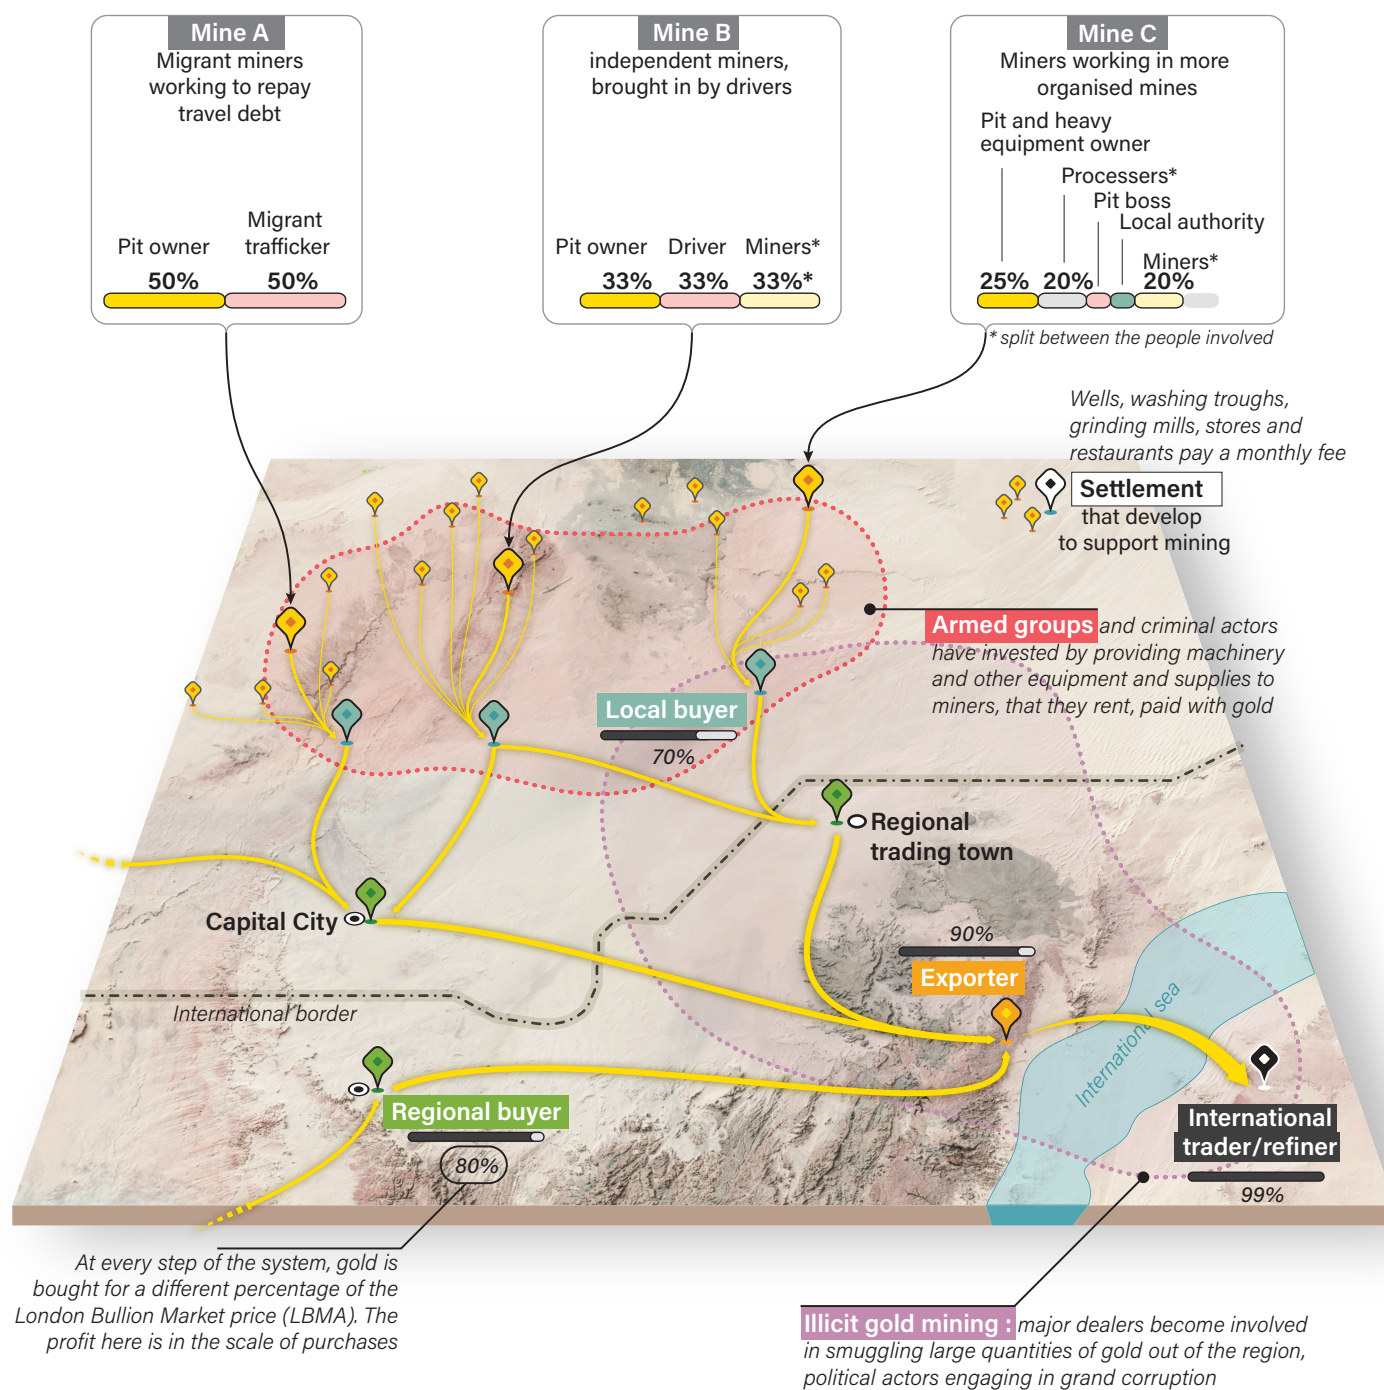 Mine A
Migrant miners
working to repay
travel debt
Pit owner
Migrant
trafficker
50%
50%
Mine B
independent miners,
brought in by drivers
Pit owner
Driver
Miners*
33%
33%
33%*
Mine C
Miners working in more
organised mines
Pit and heavy
equipment owner
Processers*
Pit boss
Local authority
Miners*
25%
20%
20%
* split between the people involved
Wells, washing troughs,
grinding mills, stores and
restaurants pay a monthly fee
Settlement
that develop
to support mining
Armed groups and criminal actors
have invested by providing machinery
and other equipment and supplies to
miners, that they rent, paid with gold
Local buyer
70%
Regional
trading town
Capital City
90%
Exporter
International border
International sea
Regional buyer
80%
International
trader/refiner
99%
At every step of the system, gold is
bought for a different percentage of the
London Bullion Market price (LBMA). The
profit here is in the scale of purchases
Illicit gold mining : major dealers become involved
in smuggling large quantities of gold out of the region,
political actors engaging in grand corruption